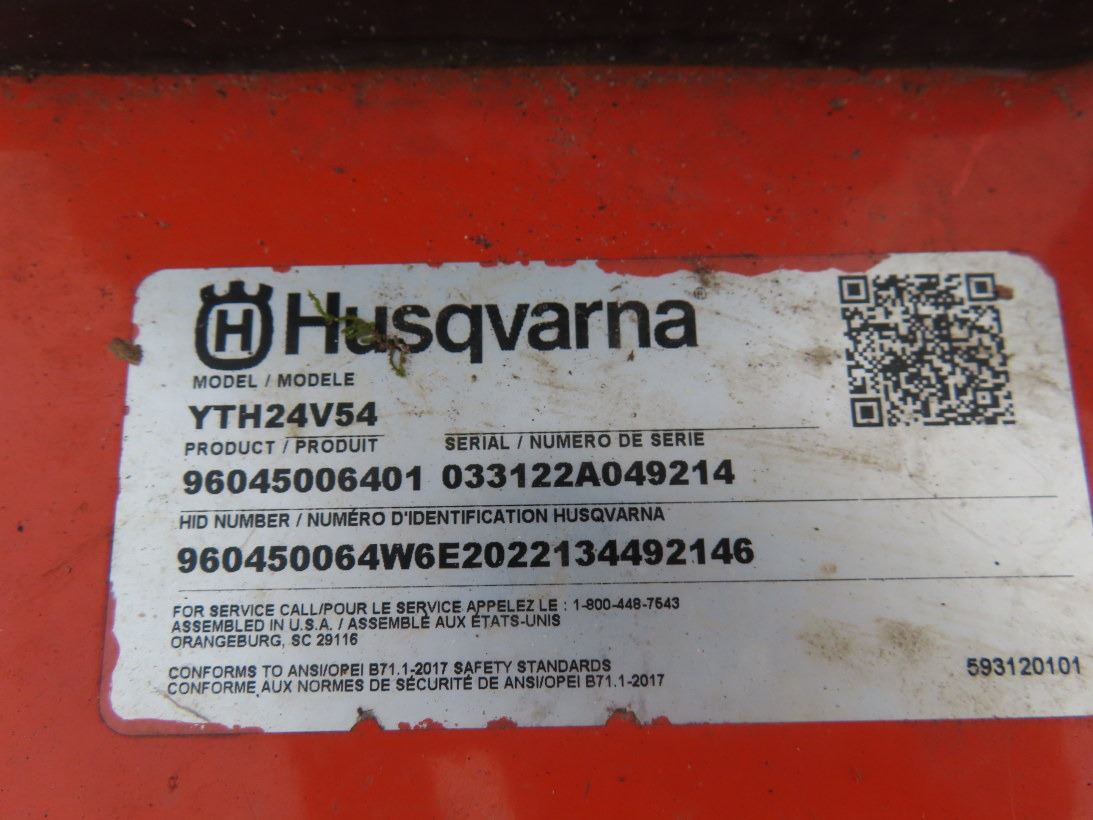 H Husqvarna®
MODEL / MODELE
YTH24V54
PRODUCT / PRODUIT SERIAL / NUMERO DE SERIE
96045006401 033122A049214
HID NUMBER / NUMÉRO D'IDENTIFICATION HUSQVARNA
960450064W6E2022134492146
FOR SERVICE CALL/POUR LE SERVICE APPELEZ LE : 1-800-448-7543
ASSEMBLED IN U.S.A. / ASSEMBLÉ AUX ÉTATS-UNIS
ORANGEBURG, SC 29116
CONFORMS TO ANSI/OPEI B71.1-2017 SAFETY STANDARDS
CONFORME AUX NORMES DE SÉCURITÉ DE ANSI/OPEI B71.1-2017
593120101